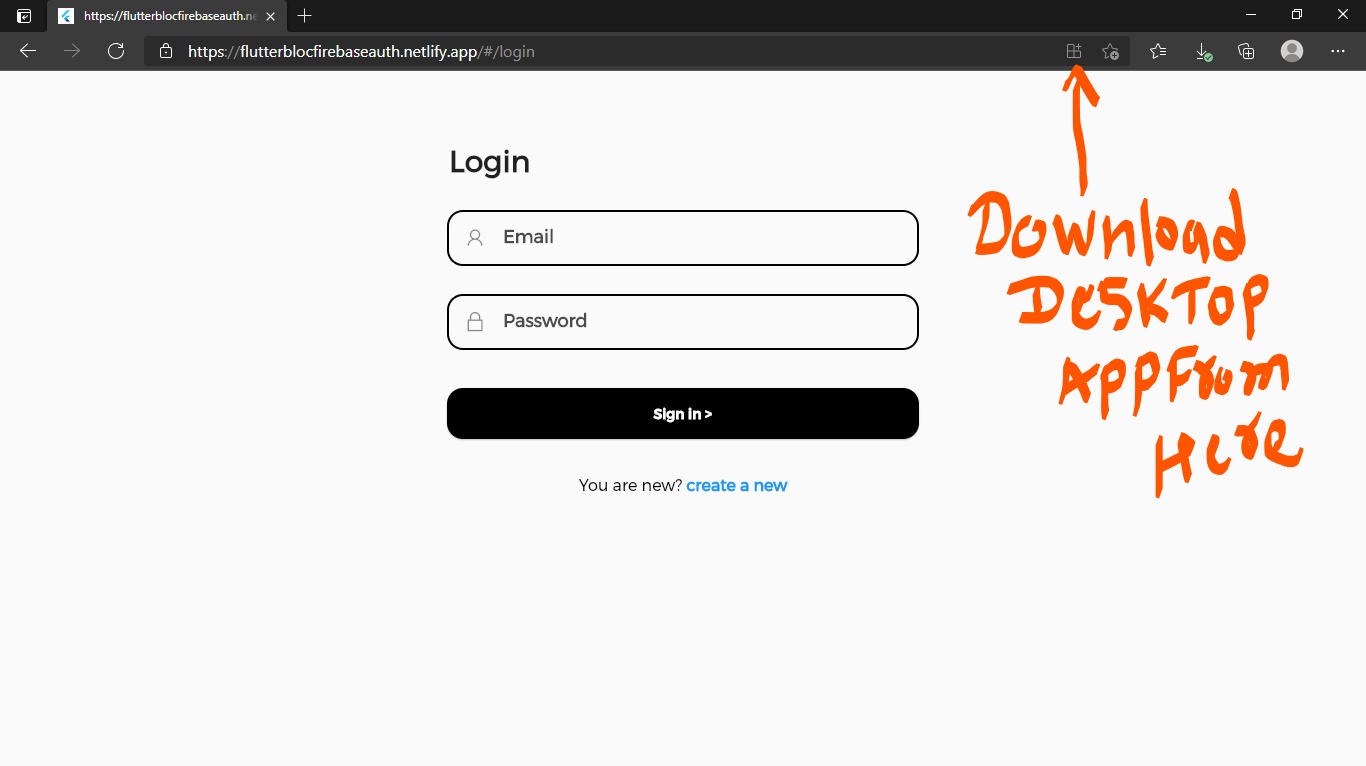 https://flutterblocfirebaseauth.ne
https://flutterblocfirebaseauth.netlify.app/#/login
Login
Email
Password
Sign in >
You are new? create a new
Download
Desktop
App From
Here